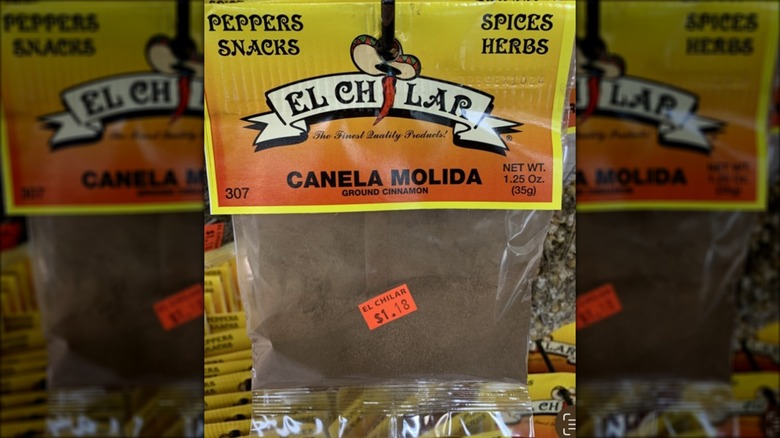 PEPPERS
SNACKS
SPICES
HERBS
EL CHILAR
The Finest Quality Products!
®
CANELA MOLIDA
GROUND CINNAMON
307
NET WT.
1.25 Oz.
(35g)
EL CHILAR
$1.18